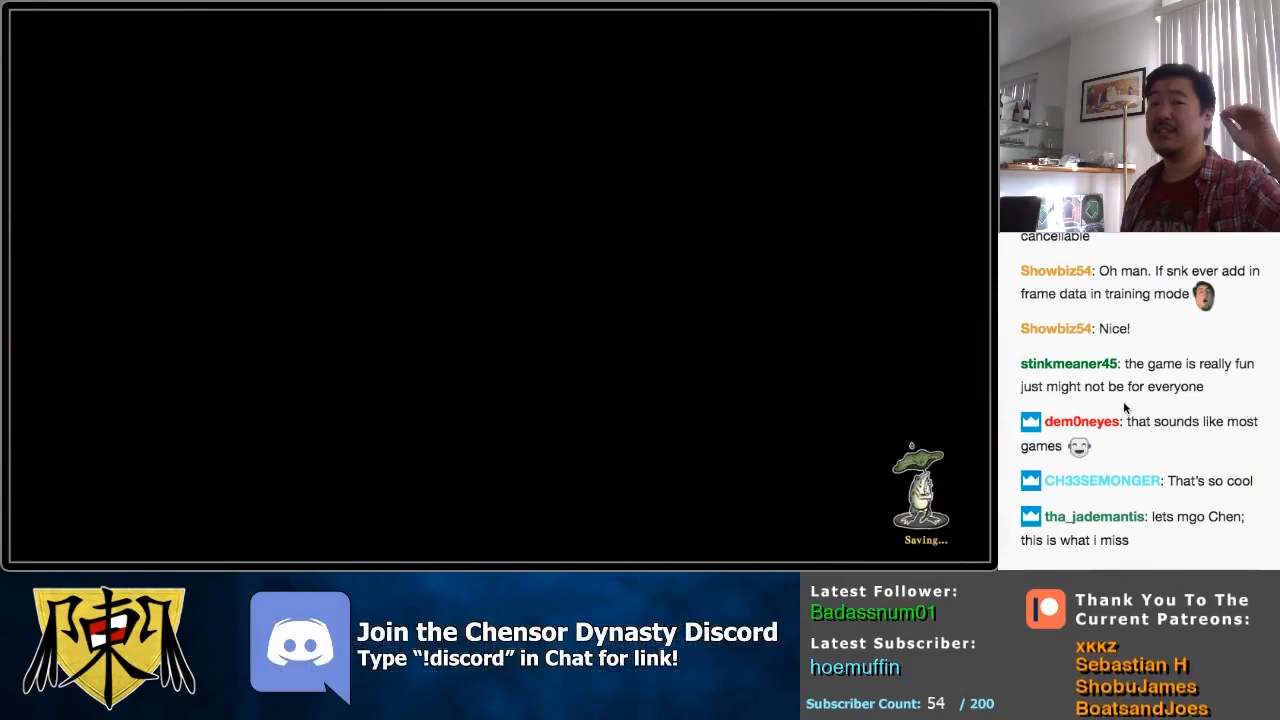 cancellable
Showbiz54: Oh man. If snk ever add in
frame data in training mode
Showbiz54: Nice!
stinkmeaner45: the game is really fun
just might not be for everyone
dem0neyes: that sounds like most
games
CH33SEMONGER: That's so cool
tha_jademantis: lets mgo Chen;
this is what i miss
Saving...
陳
Join the Chensor Dynasty Discord
Type “!discord” in Chat for link!
Latest Follower:
Badassnum01
Latest Subscriber:
hoemuffin
Subscriber Count: 54 / 200
Thank You To The
Current Patreons:
xkkz
Sebastian H
ShobuJames
BoatsandJoes